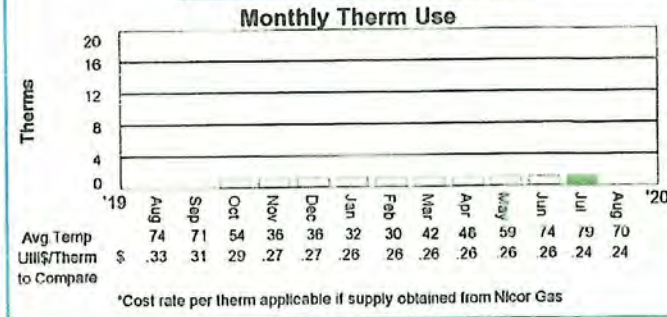 Monthly Therm Use
Therms
20
16
12
8
4
0
'19 Aug Sep Oct Nov Dec Jan Feb Mar Apr May Jun Jul Aug '20
Avg.Temp 74 71 54 36 36 32 30 42 46 59 74 79 70
Util$/Therm $ .33 .31 .29 .27 .27 .26 .26 .26 .26 .26 .26 .24 .24
to Compare
*Cost rate per therm applicable if supply obtained from Nicor Gas